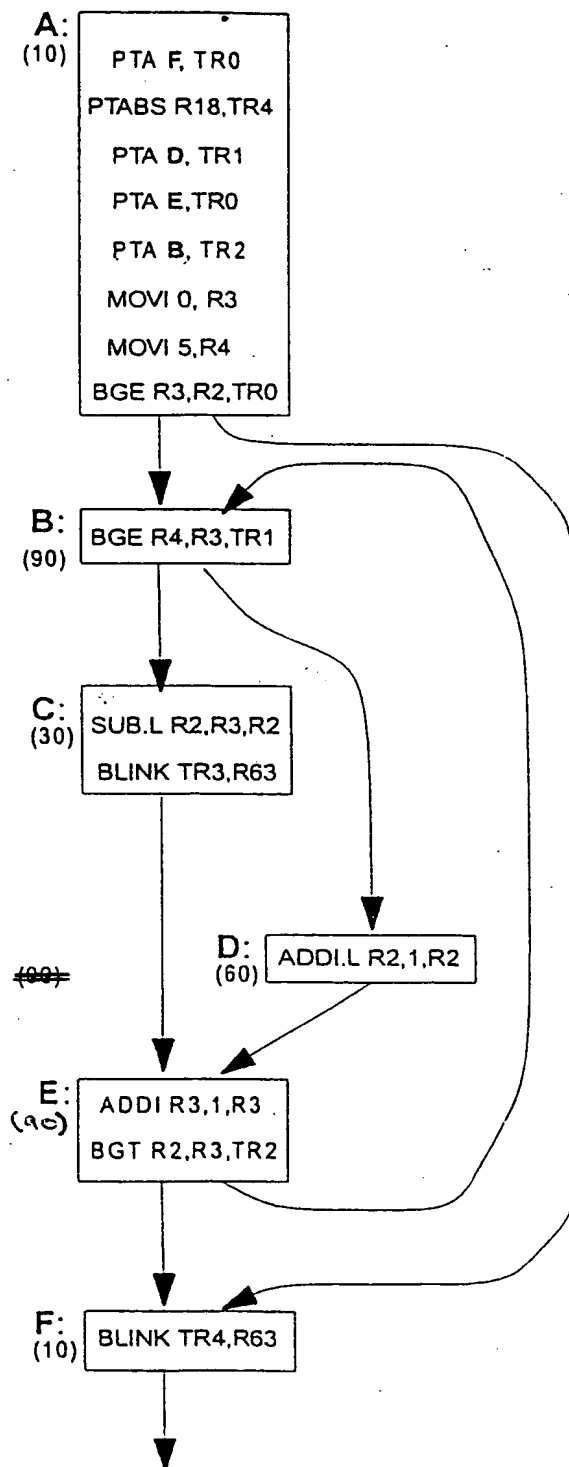 A:
(10)
PTA F, TR0
PTABS R18,TR4
PTA D, TR1
PTA E,TR0
PTA B, TR2
MOVI 0, R3
MOVI 5,R4
BGE R3,R2,TR0
B:
(90)
BGE R4,R3,TR1
C:
(30)
SUB.L R2,R3,R2
BLINK TR3,R63
D:
(60)
ADDI.L R2,1,R2
E:
(90)
ADDI R3,1,R3
BGT R2,R3,TR2
F:
(10)
BLINK TR4,R63